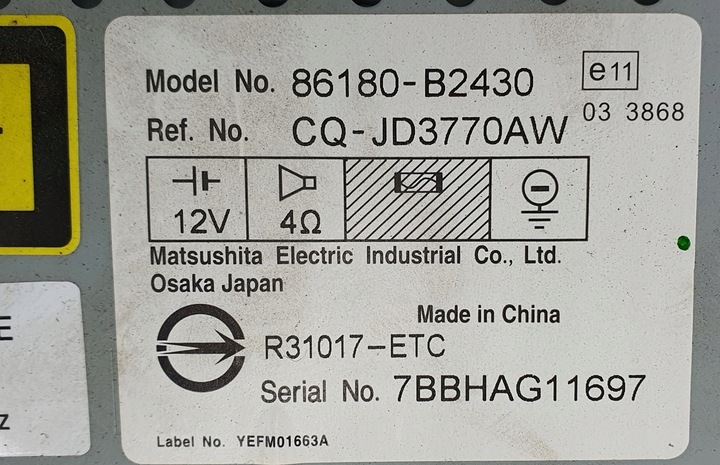 Model No. 86180-B2430
e11
Ref. No. CQ-JD3770AW
03 3868
12V
4Ω
Matsushita Electric Industrial Co., Ltd.
Osaka Japan
Made in China
R31017-ETC
Serial No. 7BBHAG11697
Label No. YEFM01663A
E
z